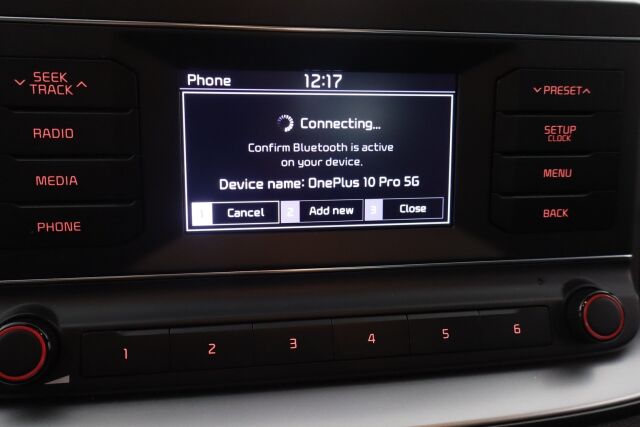 SEEK
TRACK
RADIO
MEDIA
PHONE
Phone 12:17
Connecting...
Confirm Bluetooth is active
on your device.
Device name: OnePlus 10 Pro 5G
1 Cancel 2 Add new 3 Close
PRESET
SETUP
CLOCK
MENU
BACK
1 2 3 4 5 6